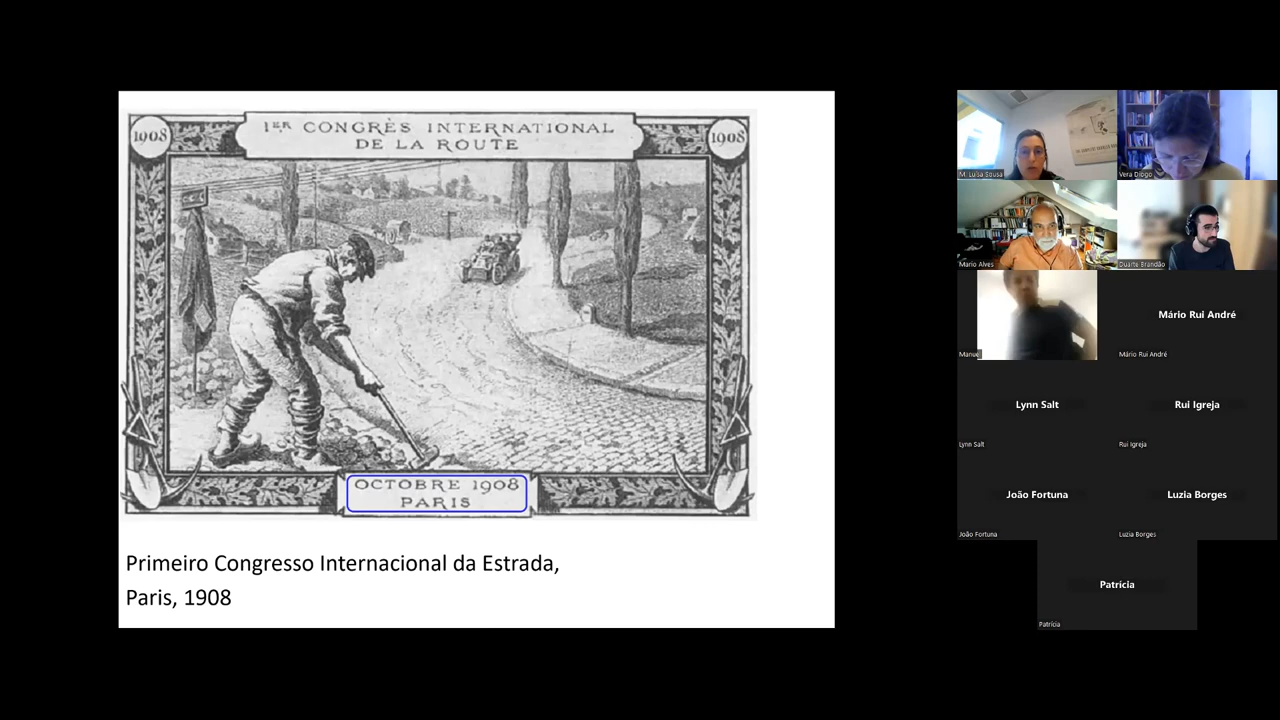 1908
1ER CONGRÈS INTERNATIONAL
DE LA ROUTE
1908
OCTOBRE 1908
PARIS
Primeiro Congresso Internacional da Estrada,
Paris, 1908
M. Luisa Sousa
Vera Diogo
Mario Alves
Duarte Brandão
Manuel
Mário Rui André
Mário Rui André
Lynn Salt
Lynn Salt
Rui Igreja
Rui Igreja
João Fortuna
João Fortuna
Luzia Borges
Luzia Borges
Patrícia
Patrícia